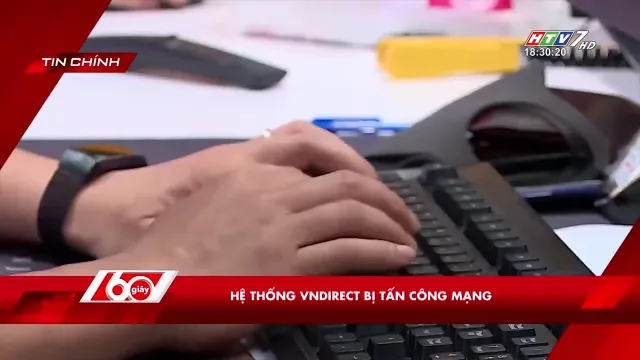 TIN CHÍNH
HTV7 HD
18:30:20
60 giây
HỆ THỐNG VNDIRECT BỊ TẤN CÔNG MẠNG